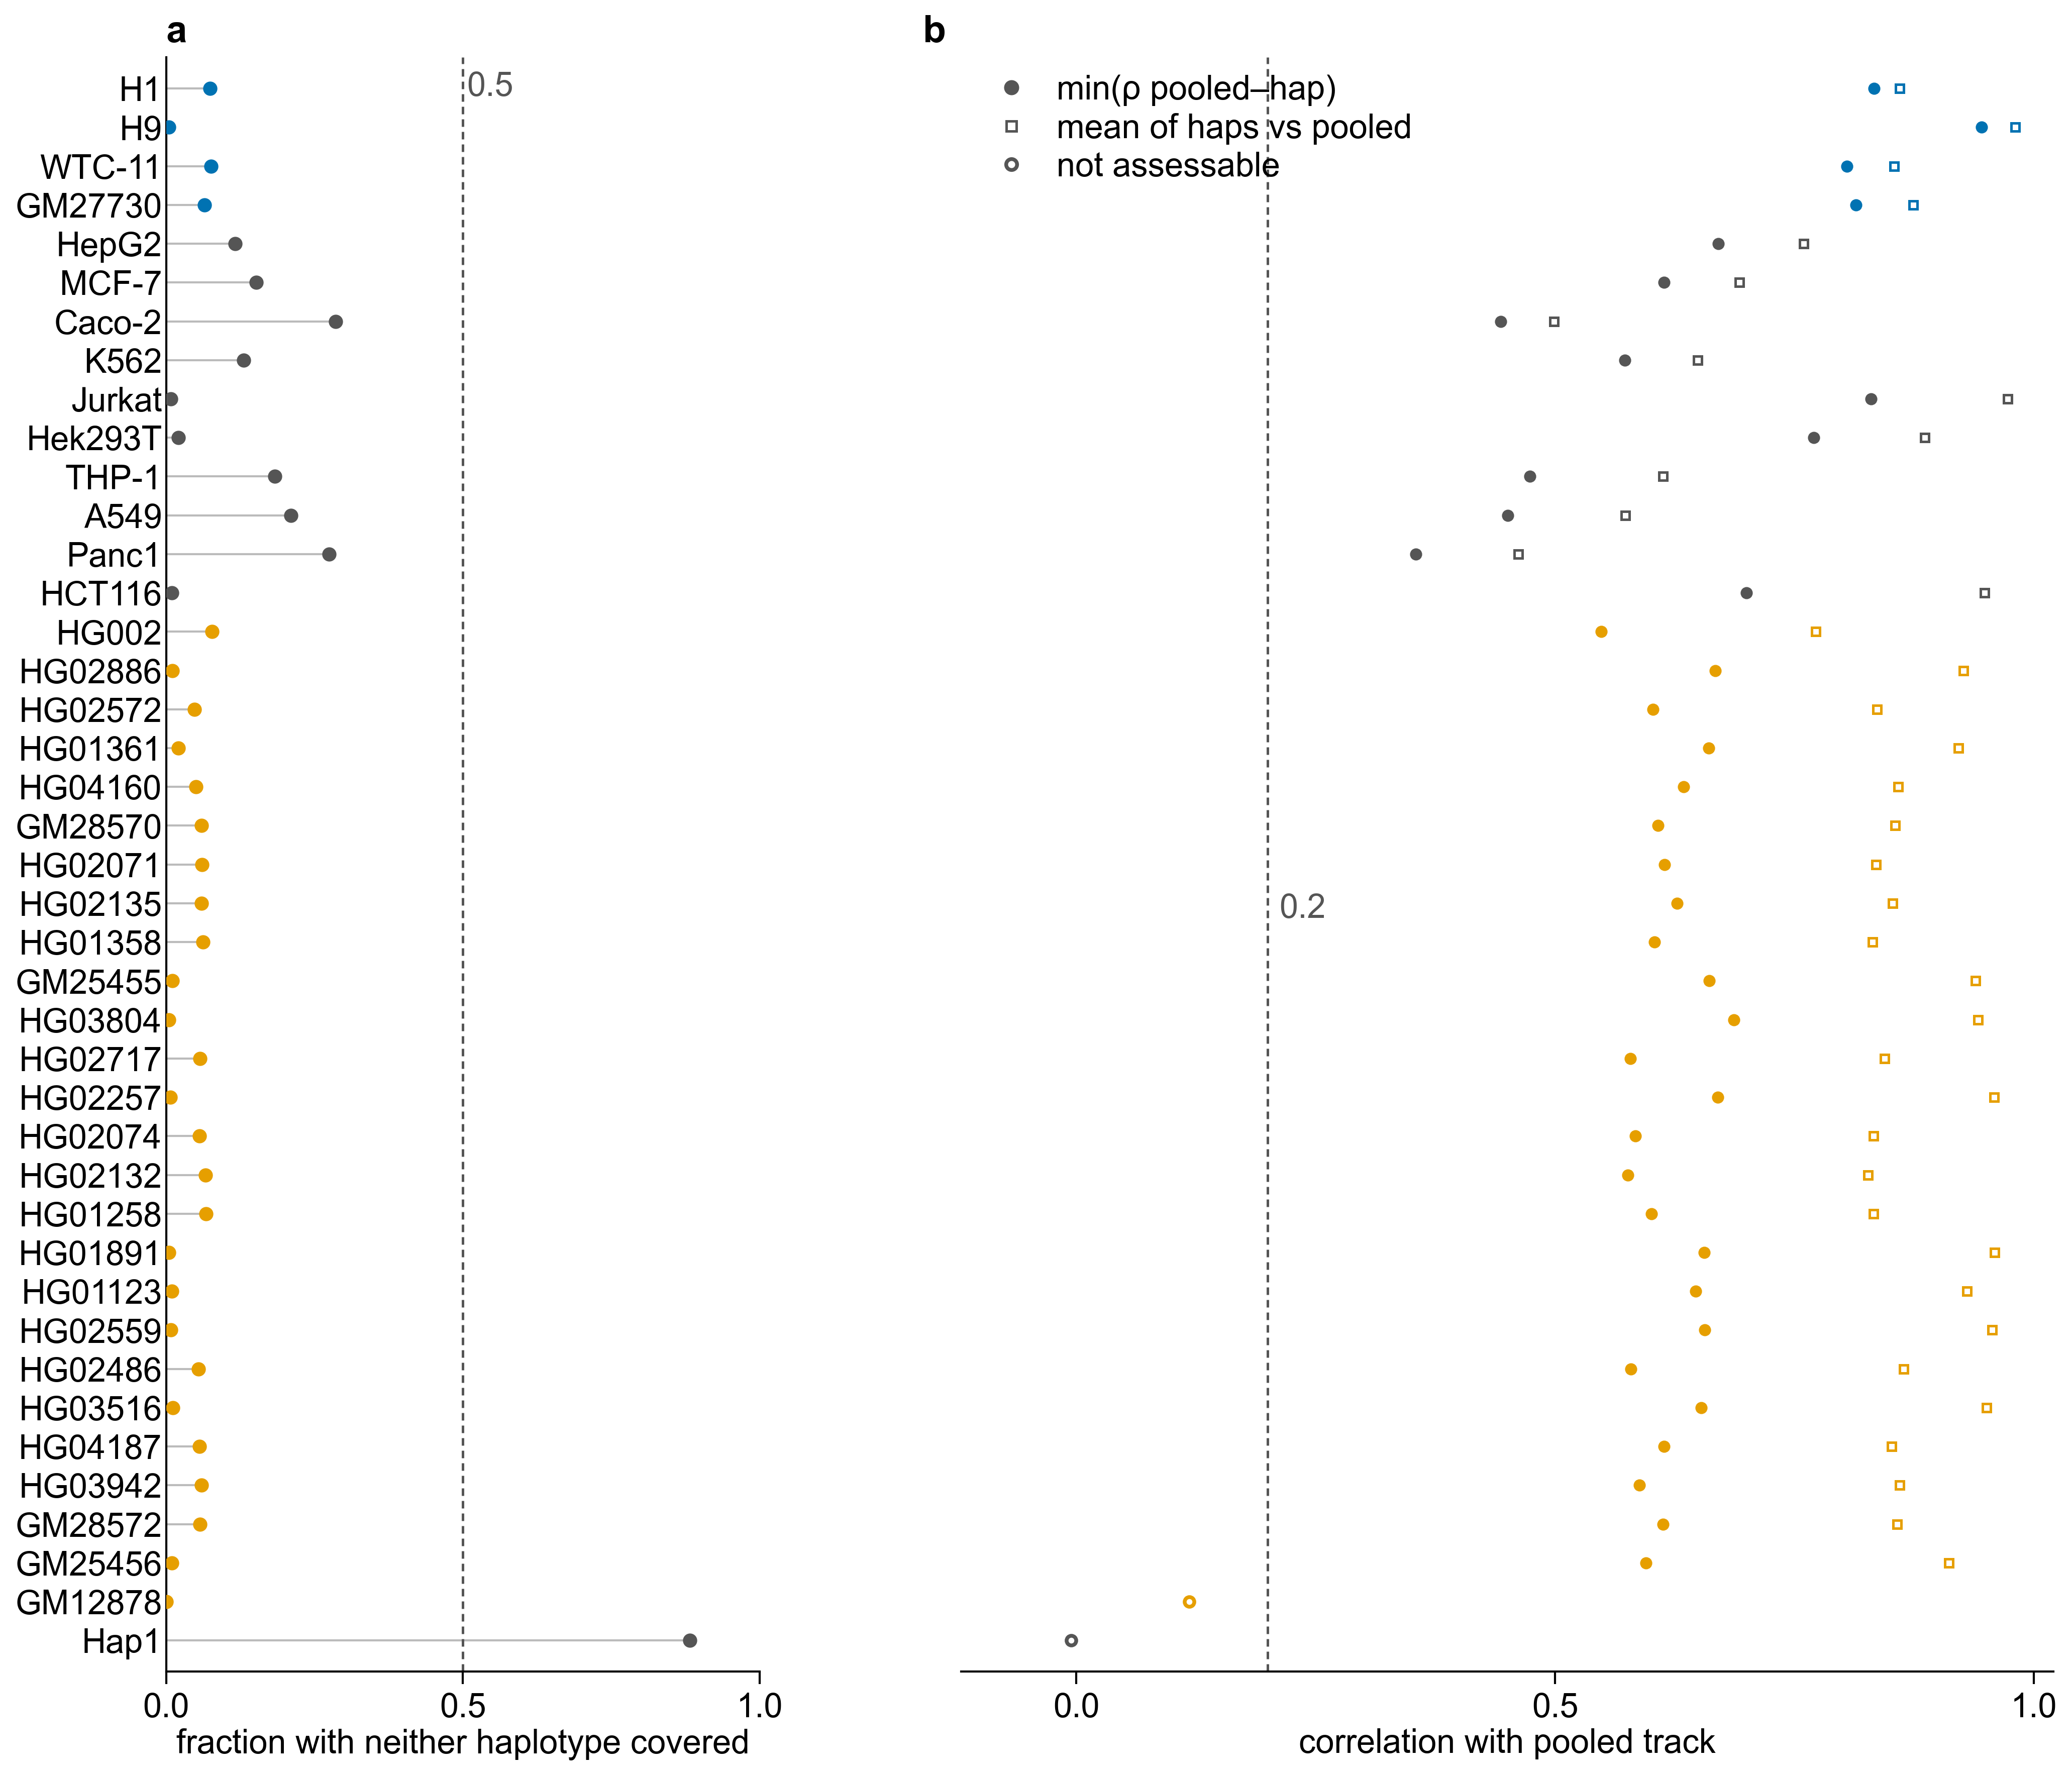 a
b
0.5
min(ρ pooled–hap)
mean of haps vs pooled
not assessable
H1
H9
WTC-11
GM27730
HepG2
MCF-7
Caco-2
K562
Jurkat
Hek293T
THP-1
A549
Panc1
HCT116
HG002
HG02886
HG02572
HG01361
HG04160
GM28570
HG02071
HG02135
HG01358
GM25455
HG03804
HG02717
HG02257
HG02074
HG02132
HG01258
HG01891
HG01123
HG02559
HG02486
HG03516
HG04187
HG03942
GM28572
GM25456
GM12878
Hap1
0.2
0.0 0.5 1.0
fraction with neither haplotype covered
0.0 0.5 1.0
correlation with pooled track